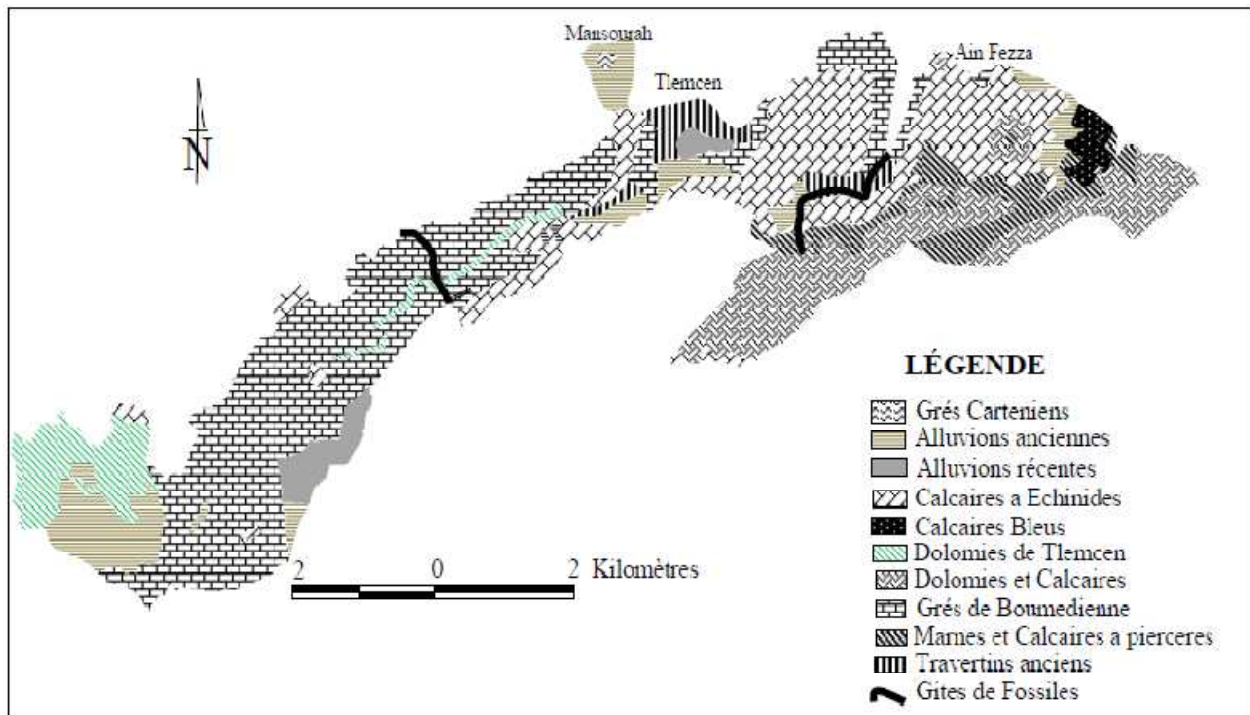 Mansourah
Ain Fezza
Tlemcen
N
LÉGENDE
Grés Carteniens
Alluvions anciennes
Alluvions récentes
Calcaires a Echinides
Calcaires Bleus
Dolomies de Tlemcen
Dolomies et Calcaires
Grés de Boumedienne
Marnes et Calcaires a pierceres
Travertins anciens
Gites de Fossiles
2 0 2 Kilomètres